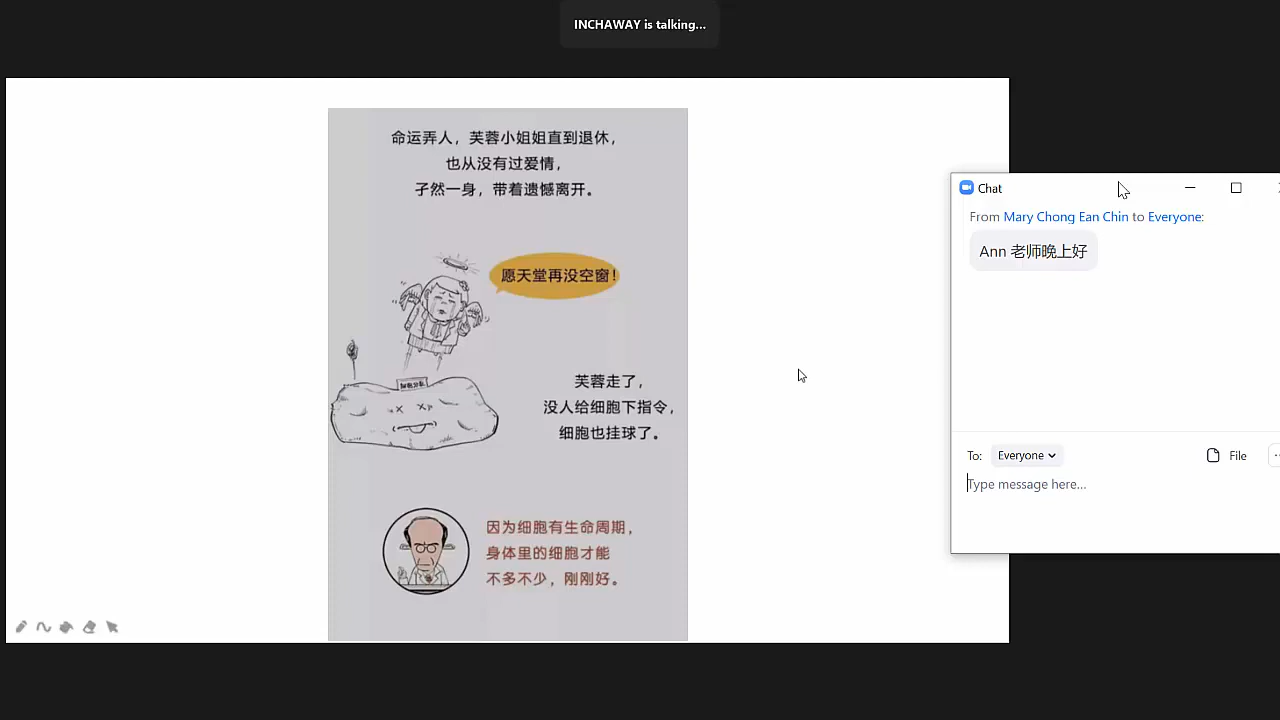 INCHAWAY is talking...
命运弄人，芙蓉小姐姐直到退休，
也从没有过爱情，
孑然一身，带着遗憾离开。
愿天堂再没空窗！
芙蓉走了，
没人给细胞下指令，
细胞也挂球了。
因为细胞有生命周期，
身体里的细胞才能
不多不少，刚刚好。
Chat
From Mary Chong Ean Chin to Everyone:
Ann 老师晚上好
To: Everyone File
Type message here...